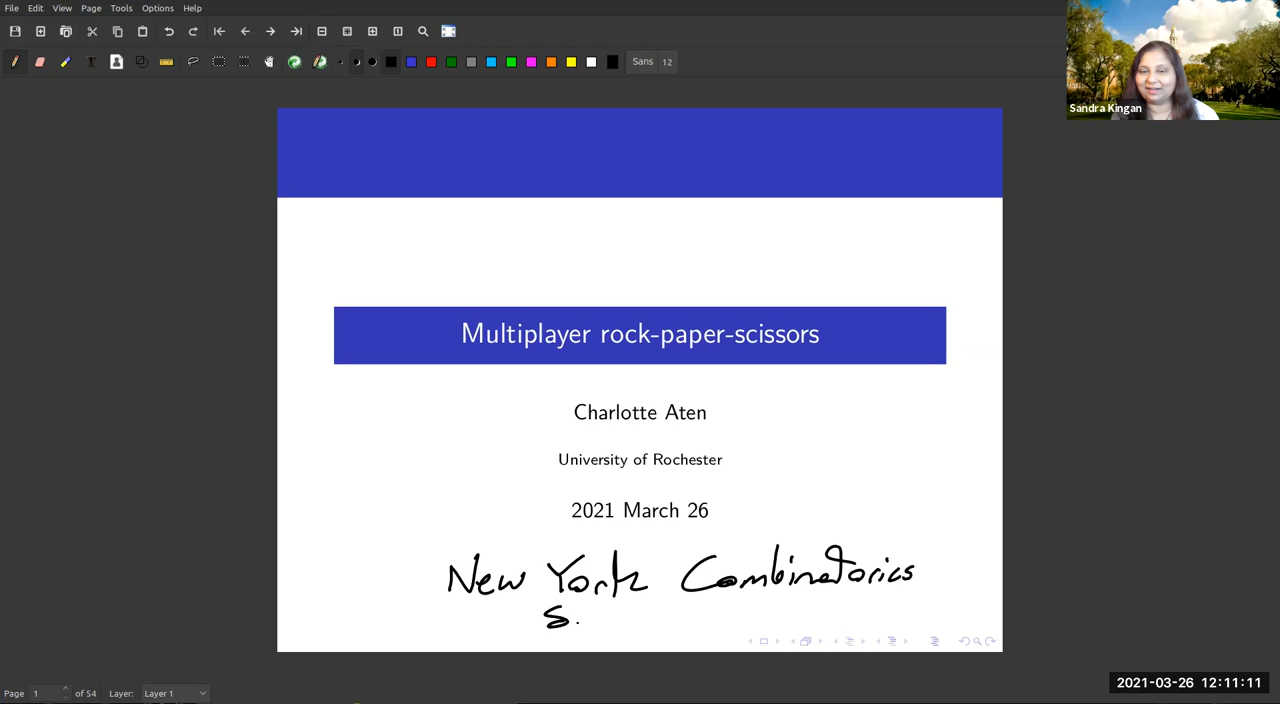 File Edit View Page Tools Options Help
Sans 12
Sandra Kingan
Multiplayer rock-paper-scissors
Charlotte Aten
University of Rochester
2021 March 26
New York Combinatorics
S.
Page 1 of 54 Layer: Layer 1
2021-03-26 12:11:11